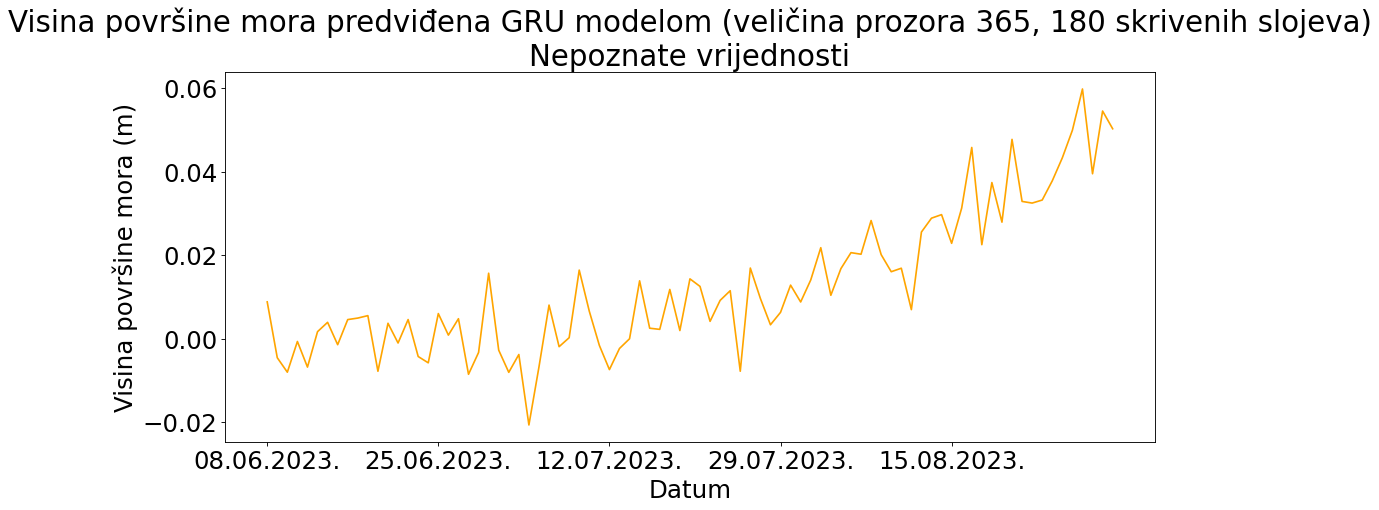 Visina površine mora predviđena GRU modelom (veličina prozora 365, 180 skrivenih slojeva)
Nepoznate vrijednosti
Visina površine mora (m)
0.06
0.04
0.02
0.00
−0.02
08.06.2023. 25.06.2023. 12.07.2023. 29.07.2023. 15.08.2023.
Datum